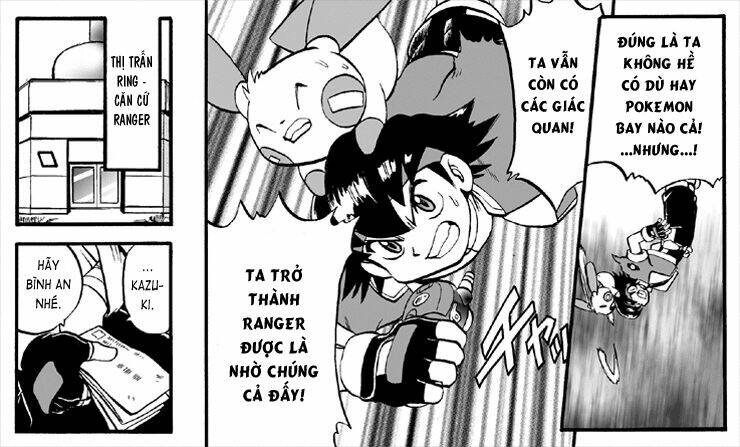 ĐÚNG LÀ TA
KHÔNG HỀ
CÓ DÙ HAY
POKEMON
BAY NÀO CẢ!
...NHƯNG...!
TA VẪN
CÒN CÓ
CÁC GIÁC
QUAN!
TA TRỞ
THÀNH
RANGER
ĐƯỢC LÀ
NHỜ CHÚNG
CẢ ĐẤY!
THỊ TRẤN
RING -
CĂN CỨ
RANGER
...
KAZU-
KI.
HÃY
BÌNH AN
NHÉ.